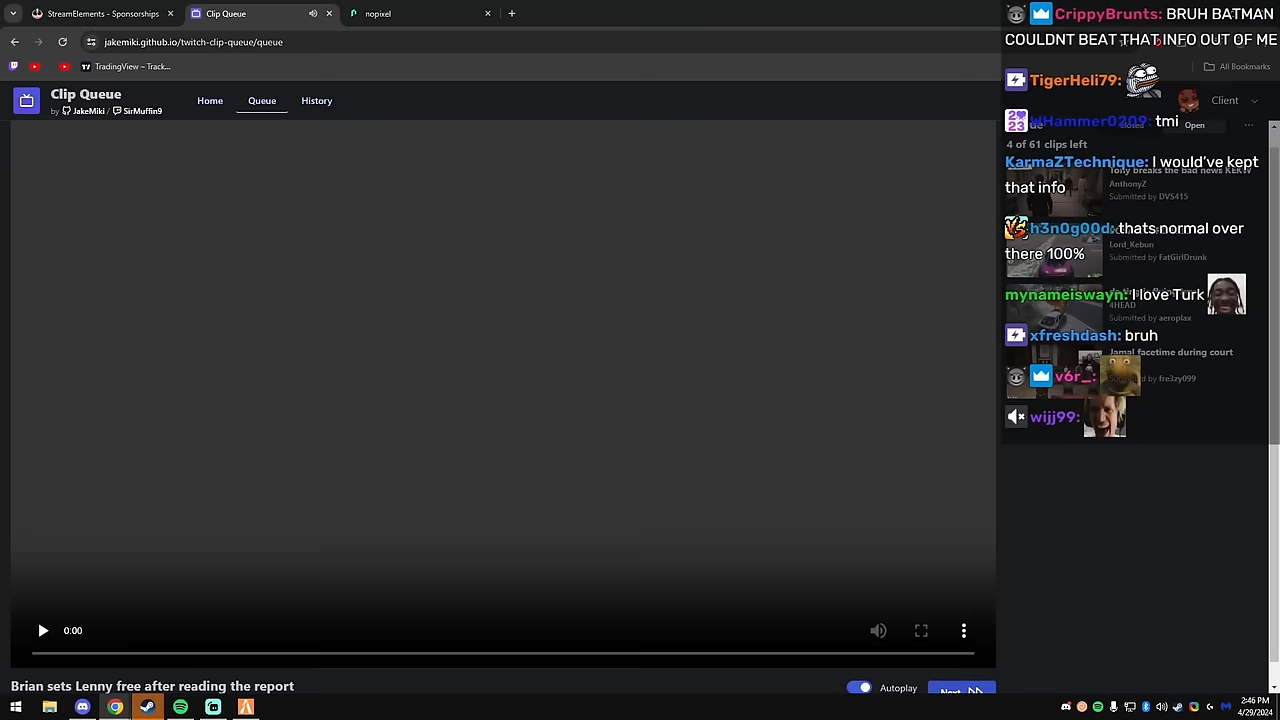 StreamElements - Sponsorships
Clip Queue
nopixel
jakemiki.github.io/twitch-clip-queue/queue
TradingView – Track...
All Bookmarks
Clip Queue
by JakeMiki / SirMuffin9
Home
Queue
History
Client
CrippyBrunts: BRUH BATMAN
COULDNT BEAT THAT INFO OUT OF ME
TigerHeli79:
WHammer0209: tmi
Closed
Open
4 of 61 clips left
KarmaZTechnique: I would've kept
that info
Tony breaks the bad news KEKW
AnthonyZ
Submitted by DVS415
h3n0g00d: thats normal over
there 100%
Lord_Kebun
Submitted by FatGirlDrunk
mynameiswayn: I love Turk
4HEAD
Submitted by aeroplax
xfreshdash: bruh
Jamal facetime during court
v6r_:
by fre3zy099
wijj99:
0:00
Brian sets Lenny free after reading the report
Autoplay
Next
2:46 PM
4/29/2024